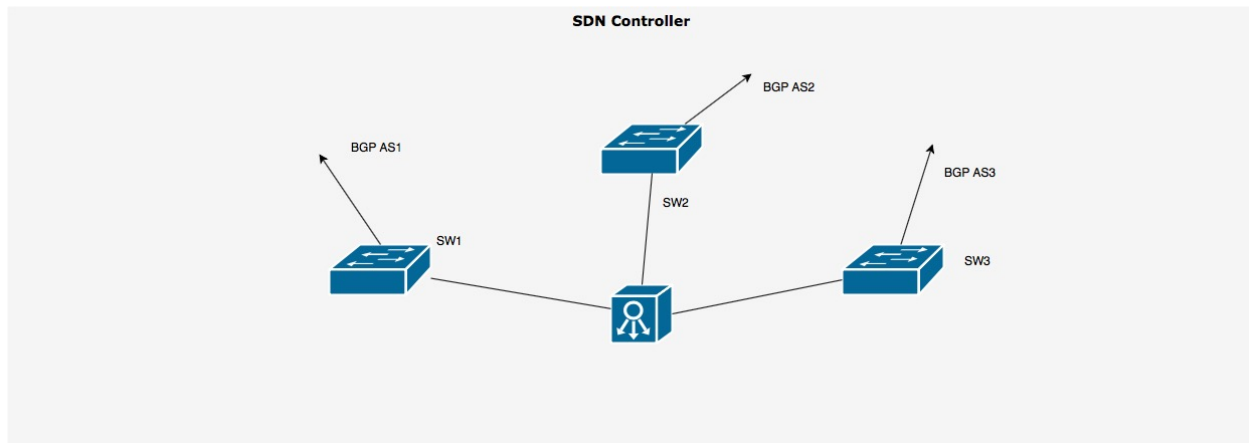 SDN Controller
BGP AS2
BGP AS1
BGP AS3
SW2
SW1
SW3